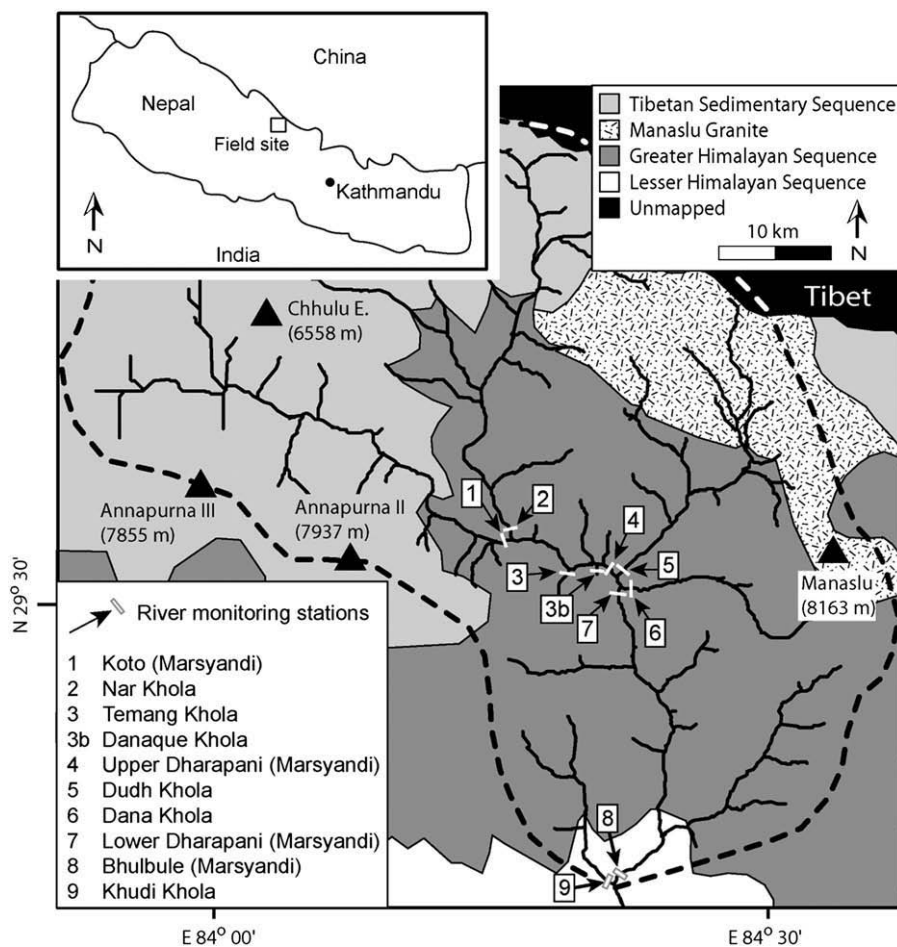 China
Nepal
Field site
Kathmandu
N
India
Tibetan Sedimentary Sequence
Manaslu Granite
Greater Himalayan Sequence
Lesser Himalayan Sequence
Unmapped
10 km
N
Tibet
Chhulu E.
(6558 m)
Annapurna III
(7855 m)
Annapurna II
(7937 m)
1
2
4
3
5
3b
7
6
Manaslu
(8163 m)
N 29° 30'
River monitoring stations
1 Koto (Marsyandi)
2 Nar Khola
3 Temang Khola
3b Danaque Khola
4 Upper Dharapani (Marsyandi)
5 Dudh Khola
6 Dana Khola
7 Lower Dharapani (Marsyandi)
8 Bhulbule (Marsyandi)
9 Khudi Khola
8
9
E 84° 00'
E 84° 30'